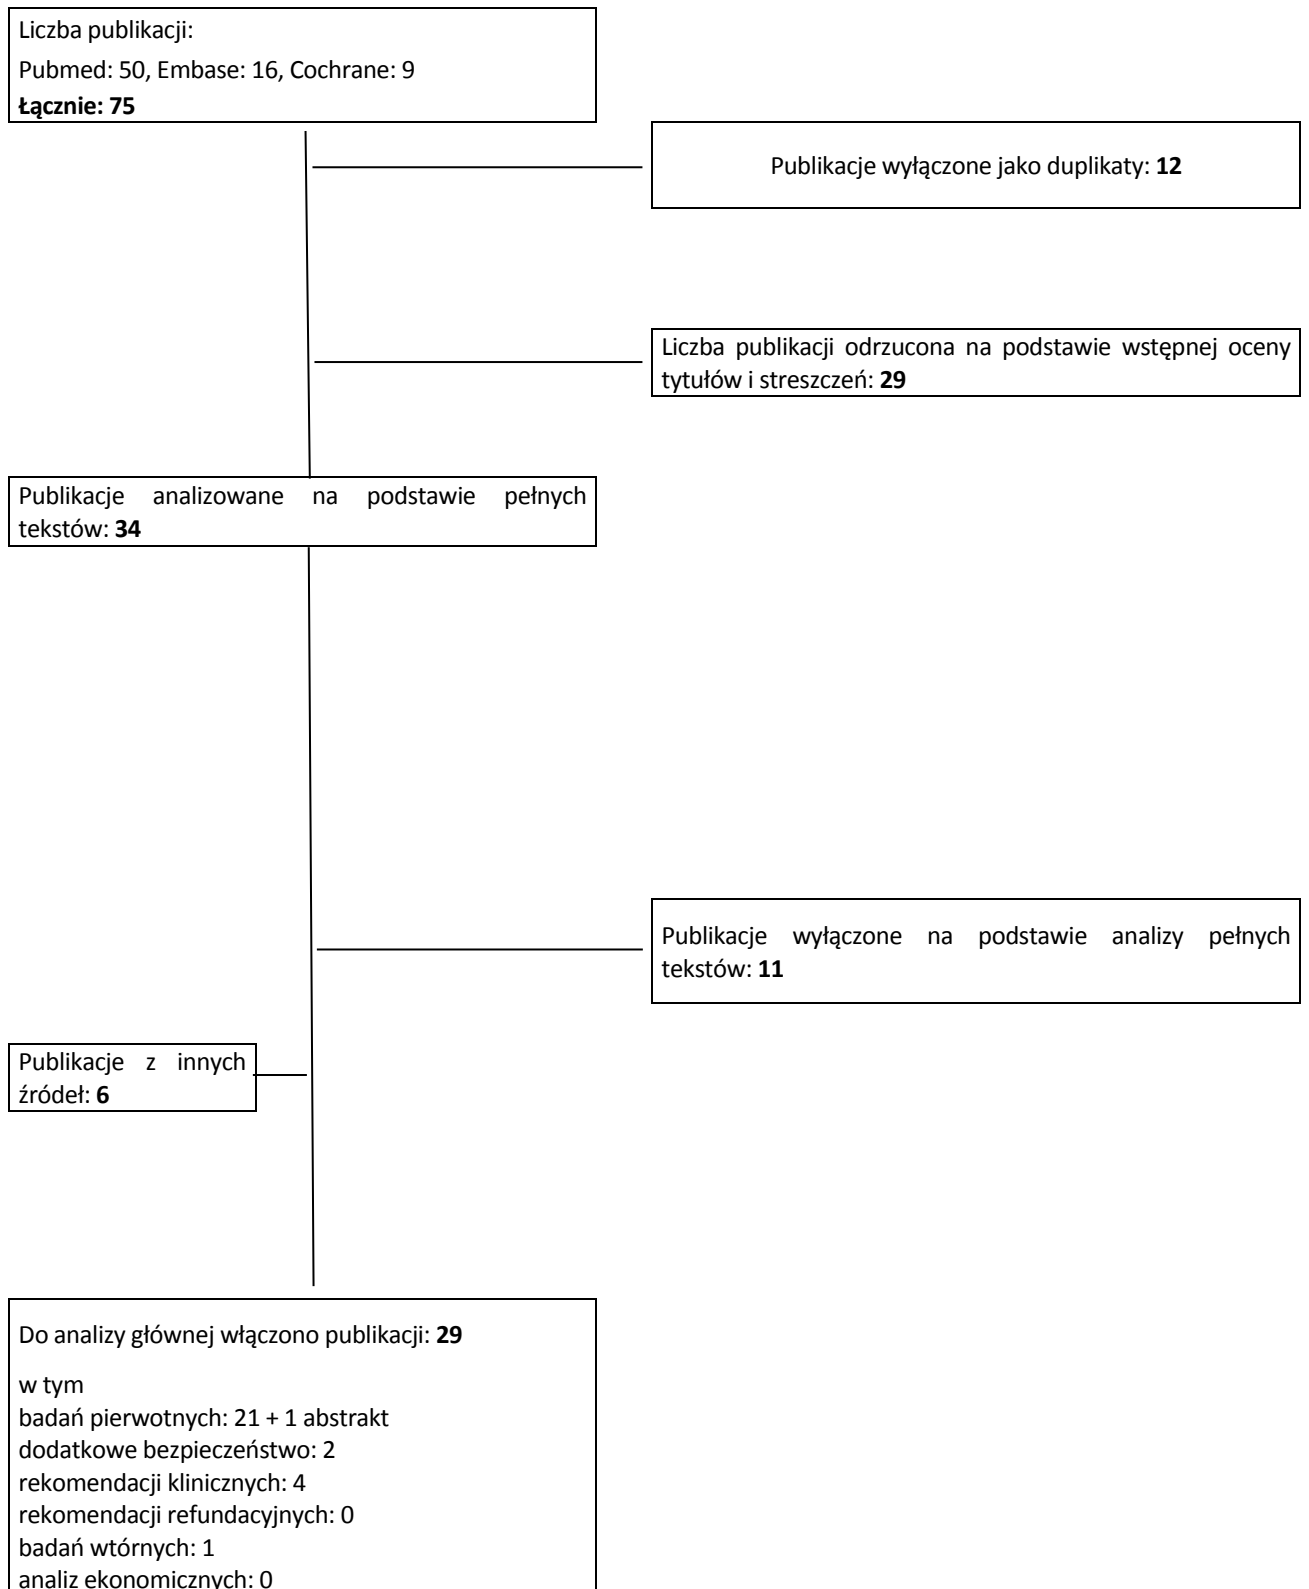 Liczba publikacji:
Pubmed: 50, Embase: 16, Cochrane: 9
Łącznie: 75
Publikacje wyłączone jako duplikaty: 12
Liczba publikacji odrzucona na podstawie wstępnej oceny
tytułów i streszczeń: 29
Publikacje analizowane na podstawie pełnych
tekstów: 34
Publikacje wyłączone na podstawie analizy pełnych
tekstów: 11
Publikacje z innych
źródeł: 6
Do analizy głównej włączono publikacji: 29
w tym
badań pierwotnych: 21 + 1 abstrakt
dodatkowe bezpieczeństwo: 2
rekomendacji klinicznych: 4
rekomendacji refundacyjnych: 0
badań wtórnych: 1
analiz ekonomicznych: 0